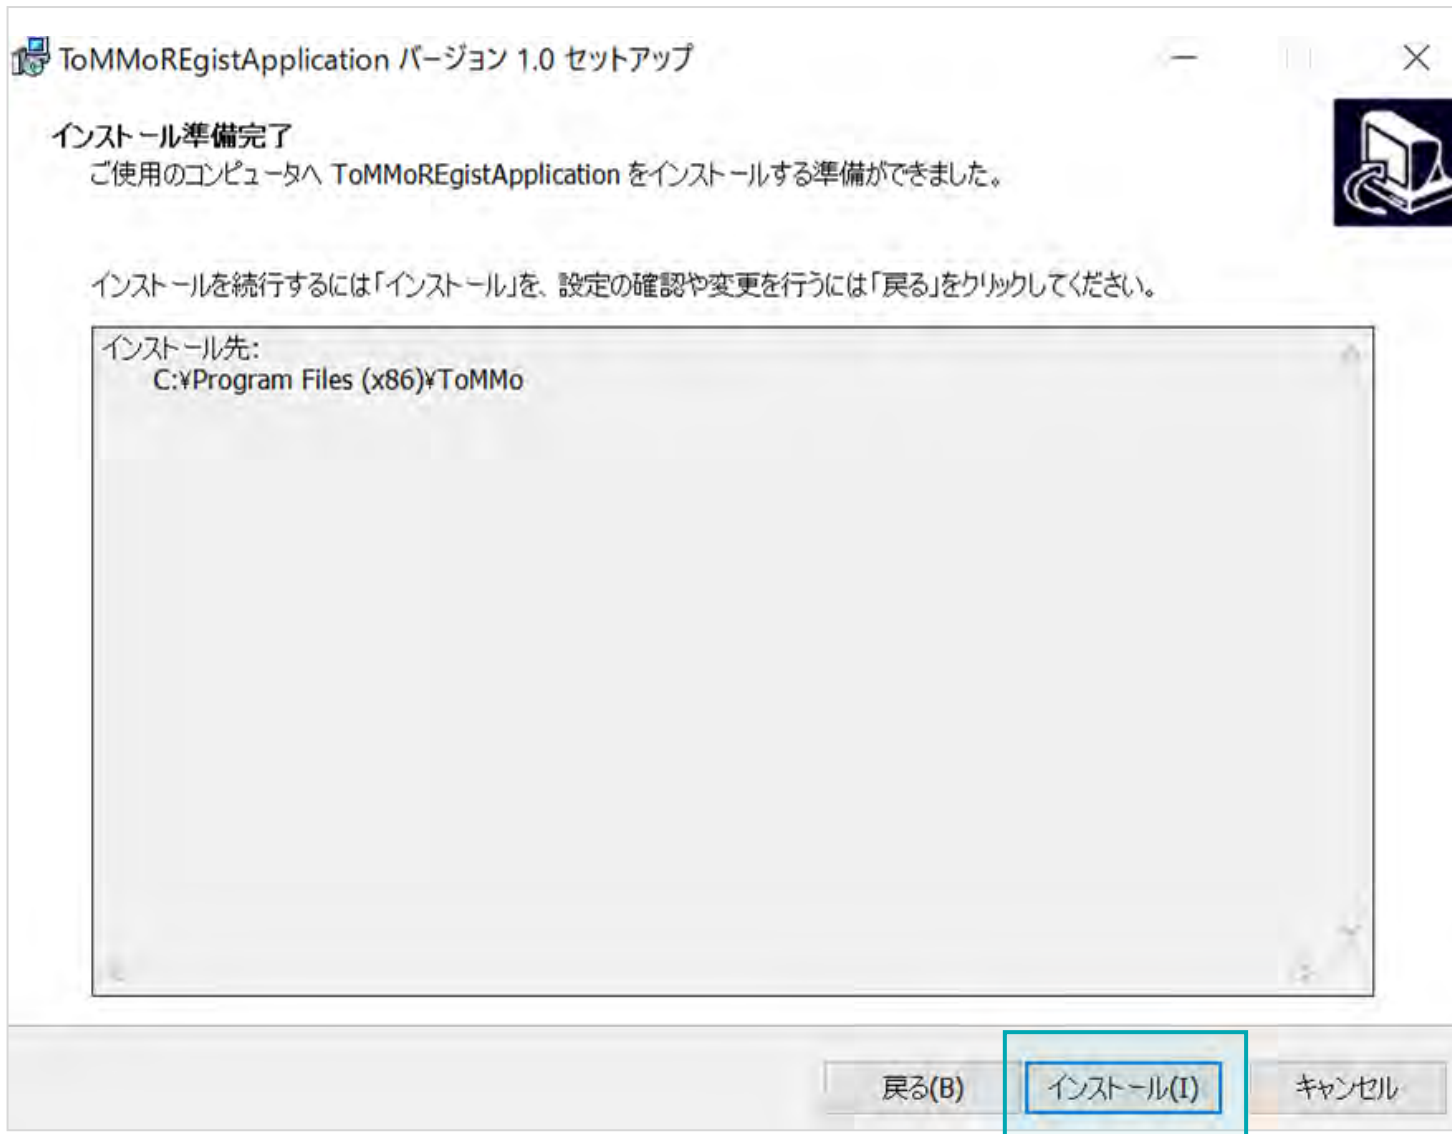 ToMMoREgistApplication バージョン 1.0 セットアップ
インストール準備完了
ご使用のコンピュータへ ToMMoREgistApplication をインストールする準備ができました。
インストールを続行するには「インストール」を、設定の確認や変更を行うには「戻る」をクリックしてください。
インストール先:
C:¥Program Files (x86)¥ToMMo
戻る(B) インストール(I) キャンセル